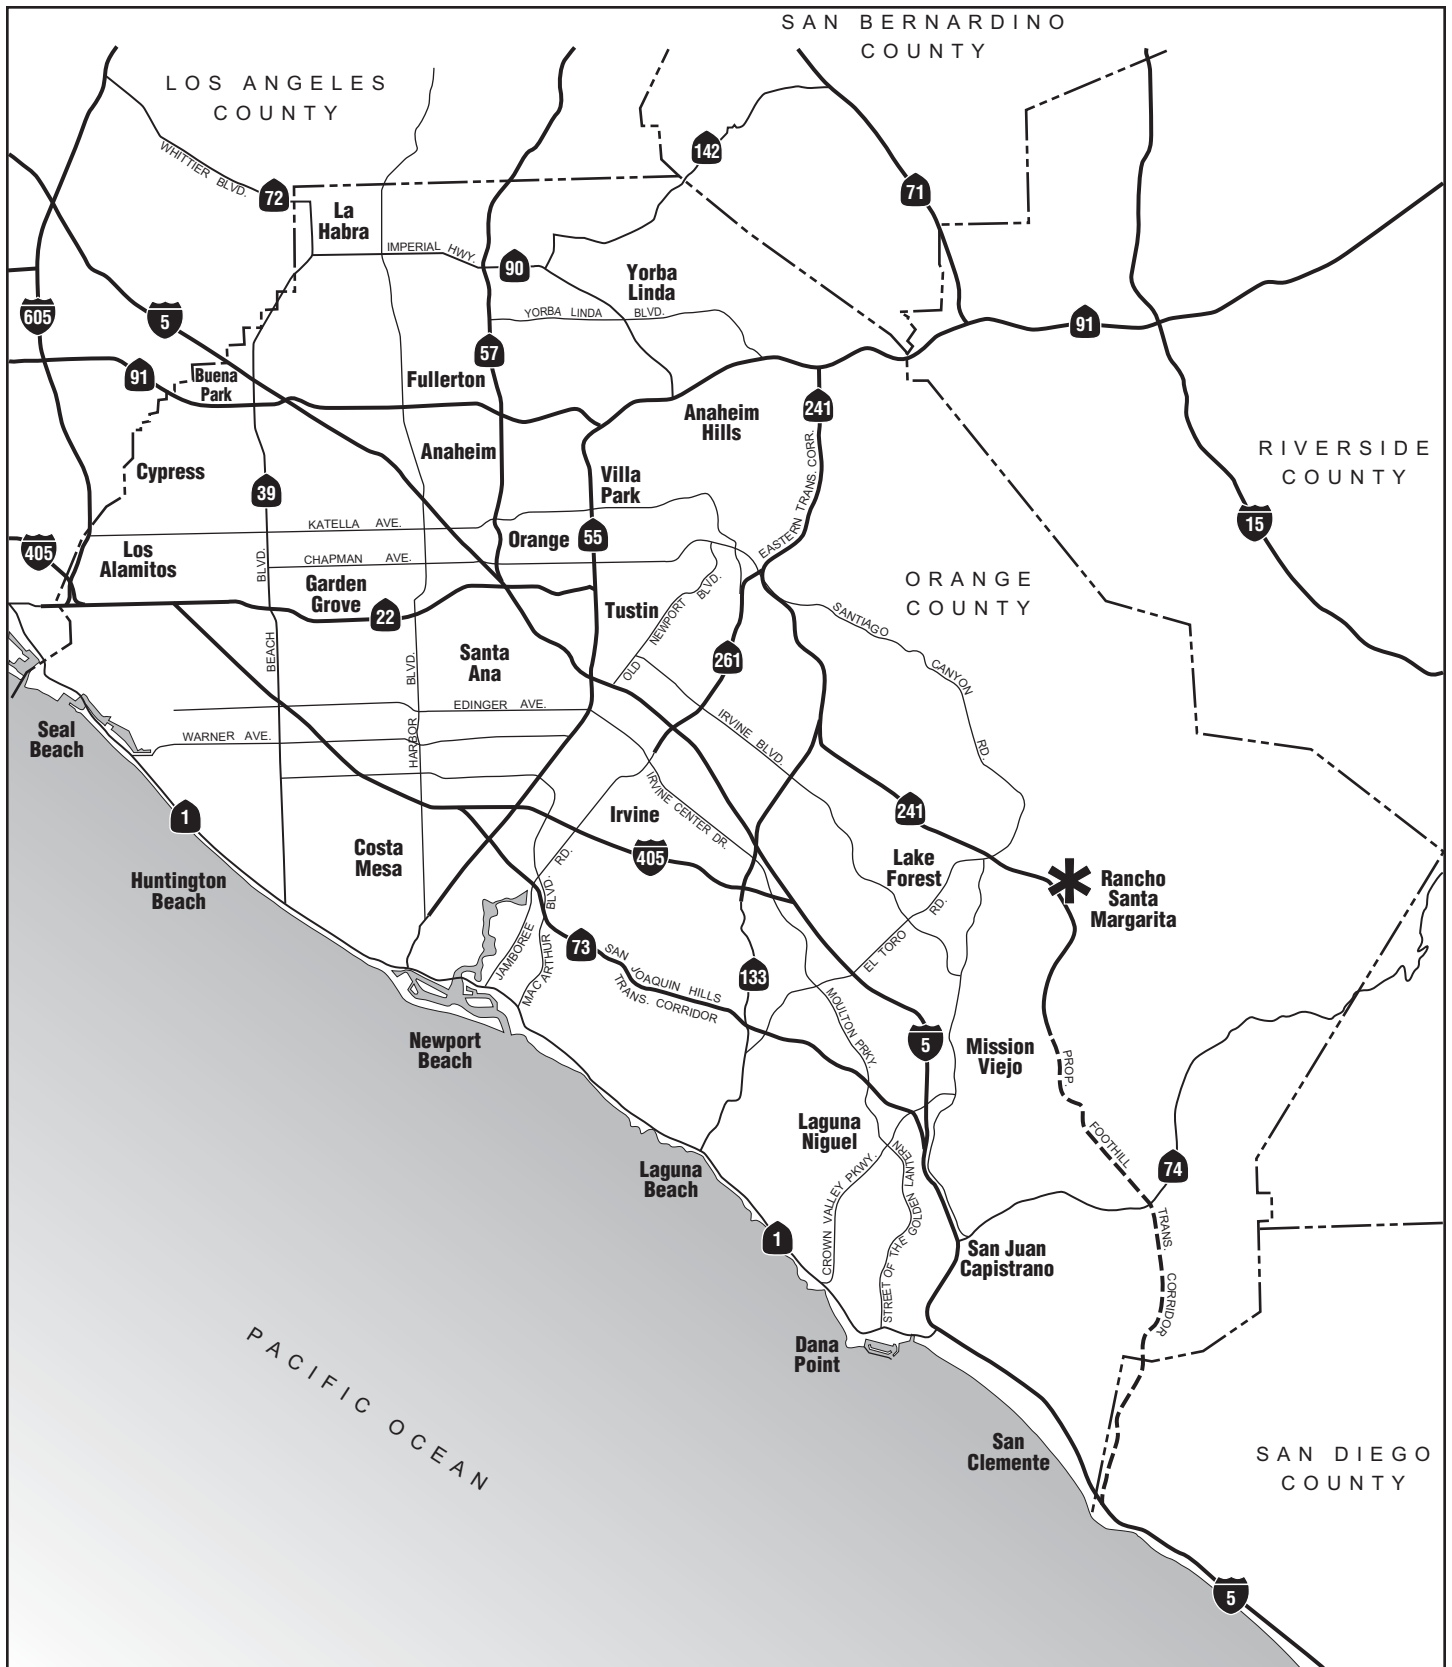 SAN BERNARDINO
COUNTY
LOS ANGELES
COUNTY
WHITTIER BLVD.
142
72
71
La
Habra
IMPERIAL HWY.
90
Yorba
Linda
605
5
YORBA LINDA BLVD.
91
57
91
Buena
Park
Fullerton
241
Anaheim
Hills
Anaheim
EASTERN TRANS. CORR.
RIVERSIDE
COUNTY
Cypress
Villa
Park
39
15
KATELLA AVE.
Orange
55
405
Los
Alamitos
BLVD.
CHAPMAN AVE.
Garden
Grove
22
ORANGE
COUNTY
Tustin
OLD NEWPORT BLVD.
SANTIAGO CANYON RD.
BEACH
HARBOR BLVD.
Santa
Ana
261
EDINGER AVE.
WARNER AVE.
IRVINE BLVD.
Seal
Beach
1
IRVINE CENTER DR.
Irvine
241
Costa
Mesa
405
Lake
Forest
Rancho
Santa
Margarita
Huntington
Beach
JAMBOREE RD.
MAC ARTHUR BLVD.
73
SAN JOAQUIN HILLS
TRANS. CORRIDOR
133
EL TORO RD.
MOULTON PRKY.
Newport
Beach
5
Mission
Viejo
PROP. FOOTHILL TRANS. CORRIDOR
Laguna
Niguel
74
Laguna
Beach
CROWN VALLEY PKWY.
STREET OF THE GOLDEN LANTERN
1
San Juan
Capistrano
PACIFIC OCEAN
Dana
Point
San
Clemente
SAN DIEGO
COUNTY
5